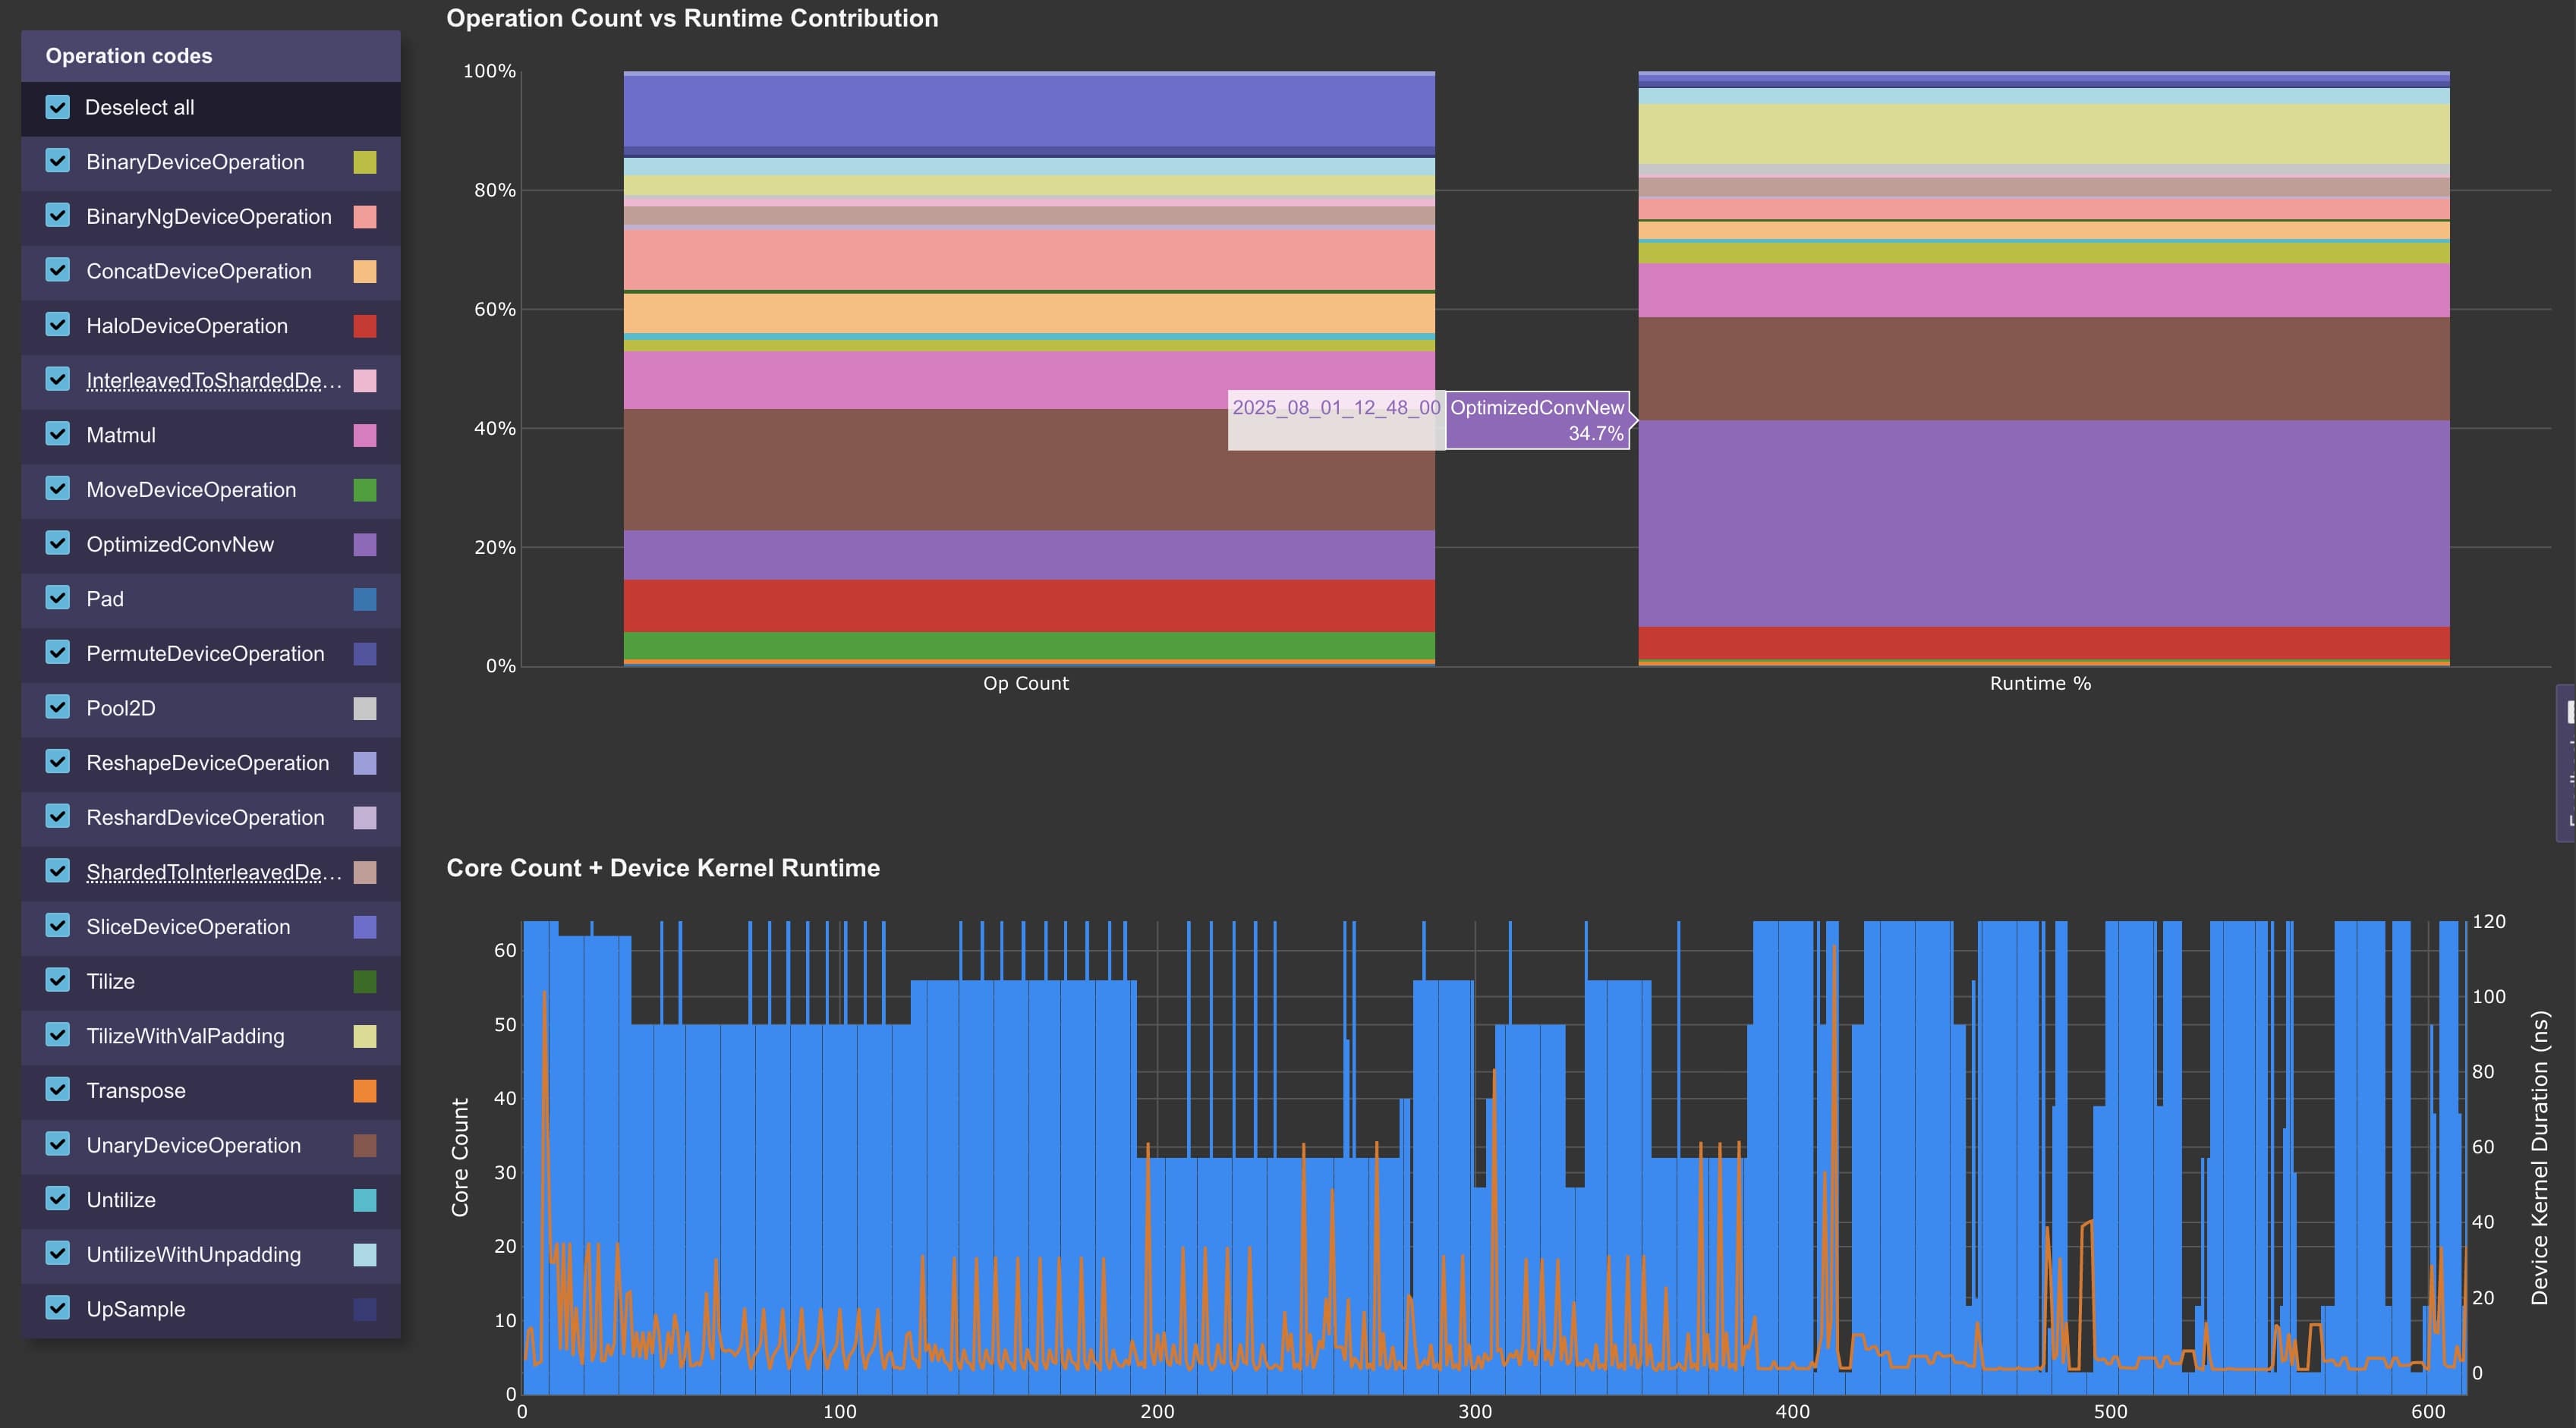 Operation Count vs Runtime Contribution
Operation codes
Deselect all
BinaryDeviceOperation
BinaryNgDeviceOperation
ConcatDeviceOperation
HaloDeviceOperation
InterleavedToShardedDe...
Matmul
MoveDeviceOperation
OptimizedConvNew
Pad
PermuteDeviceOperation
Pool2D
ReshapeDeviceOperation
ReshardDeviceOperation
ShardedToInterleavedDe...
SliceDeviceOperation
Tilize
TilizeWithValPadding
Transpose
UnaryDeviceOperation
Untilize
UntilizeWithUnpadding
UpSample
100%
80%
60%
40%
20%
0%
2025_08_01_12_48_00
OptimizedConvNew
34.7%
Op Count
Runtime %
Core Count + Device Kernel Runtime
60
50
40
30
20
10
0
Core Count
120
100
80
60
40
20
0
Device Kernel Duration (ns)
0
100
200
300
400
500
600